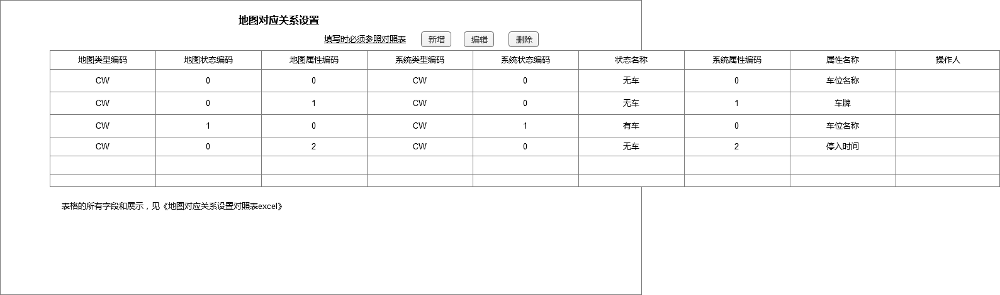 地图对应关系设置
填写时必须参照对照表 新增 编辑 删除
地图类型编码 地图状态编码 地图属性编码 系统类型编码 系统状态编码 状态名称 系统属性编码 属性名称 操作人
CW 0 0 CW 0 无车 0 车位名称
CW 0 1 CW 0 无车 1 车牌
CW 1 0 CW 1 有车 0 车位名称
CW 0 2 CW 0 无车 2 停入时间
表格的所有字段和展示，见《地图对应关系设置对照表excel》